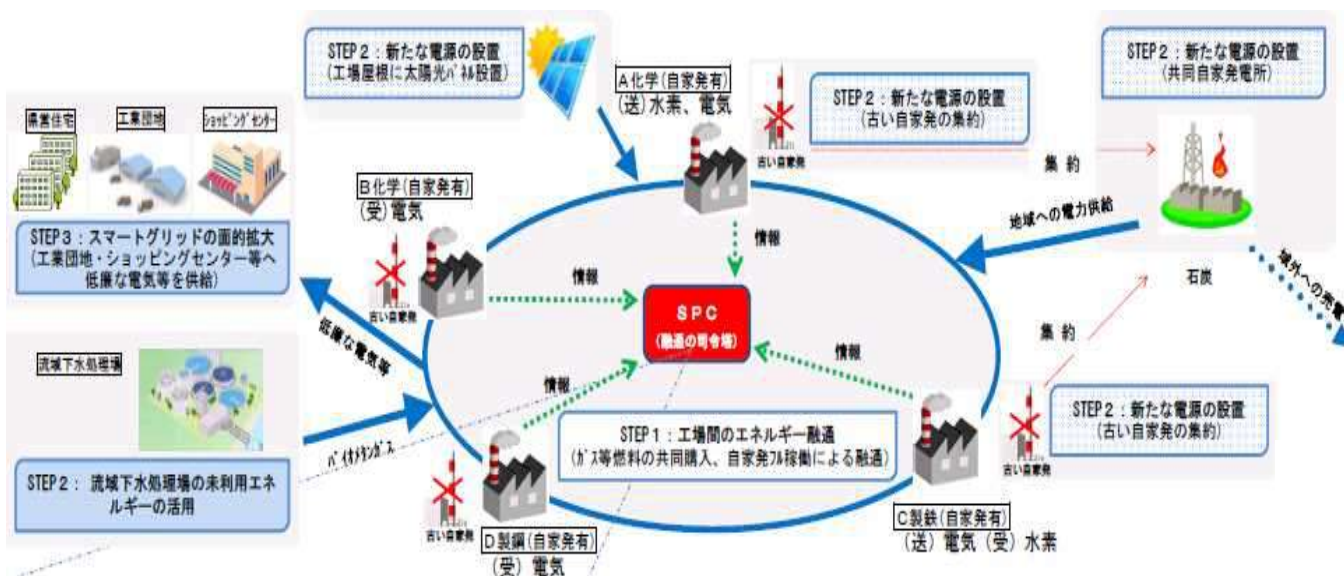 STEP2：新たな電源の設置
(工場屋根に太陽光パネル設置)
A化学(自家発有)
(送)水素、電気
古い自家発
STEP2：新たな電源の設置
(古い自家発の集約)
STEP2：新たな電源の設置
(共同自家発電所)
集約
地域への電力供給
石炭
域外への売電
県営住宅
工業団地
ショッピングセンター
STEP3：スマートグリッドの面的拡大
(工業団地・ショッピングセンター等へ
低廉な電気等を供給)
B化学(自家発有)
(受)電気
古い自家発
情報
情報
SPC
(融通の司令塔)
低廉な電気等
情報
情報
集約
流域下水処理場
バイオメタンガス
STEP2：流域下水処理場の未利用エネ
ルギーの活用
STEP1：工場間のエネルギー融通
(ガス等燃料の共同購入、自家発フル稼働による融通)
古い自家発
D製鋼(自家発有)
(受)電気
古い自家発
C製鉄(自家発有)
(送)電気(受)水素
STEP2：新たな電源の設置
(古い自家発の集約)